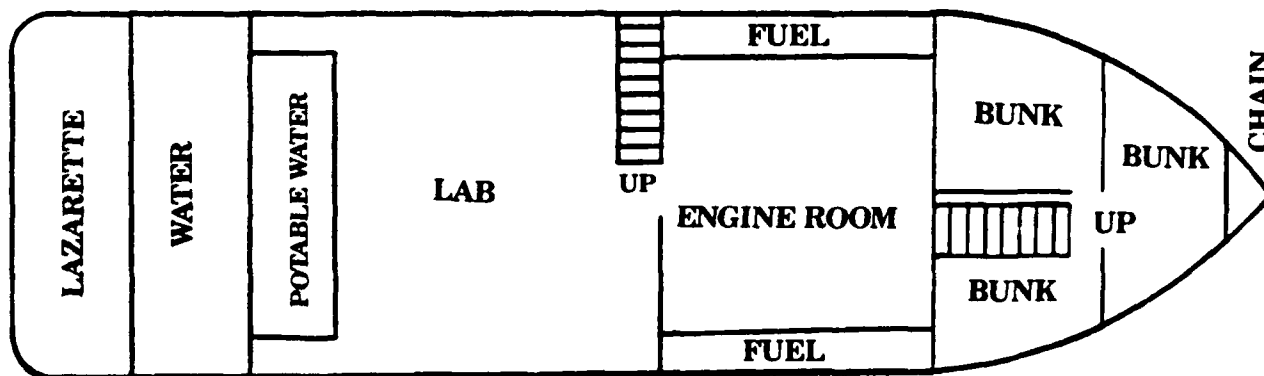 LAZARETTE
WATER
POTABLE WATER
LAB
UP
FUEL
ENGINE ROOM
FUEL
BUNK
BUNK
UP
BUNK
CHAIN